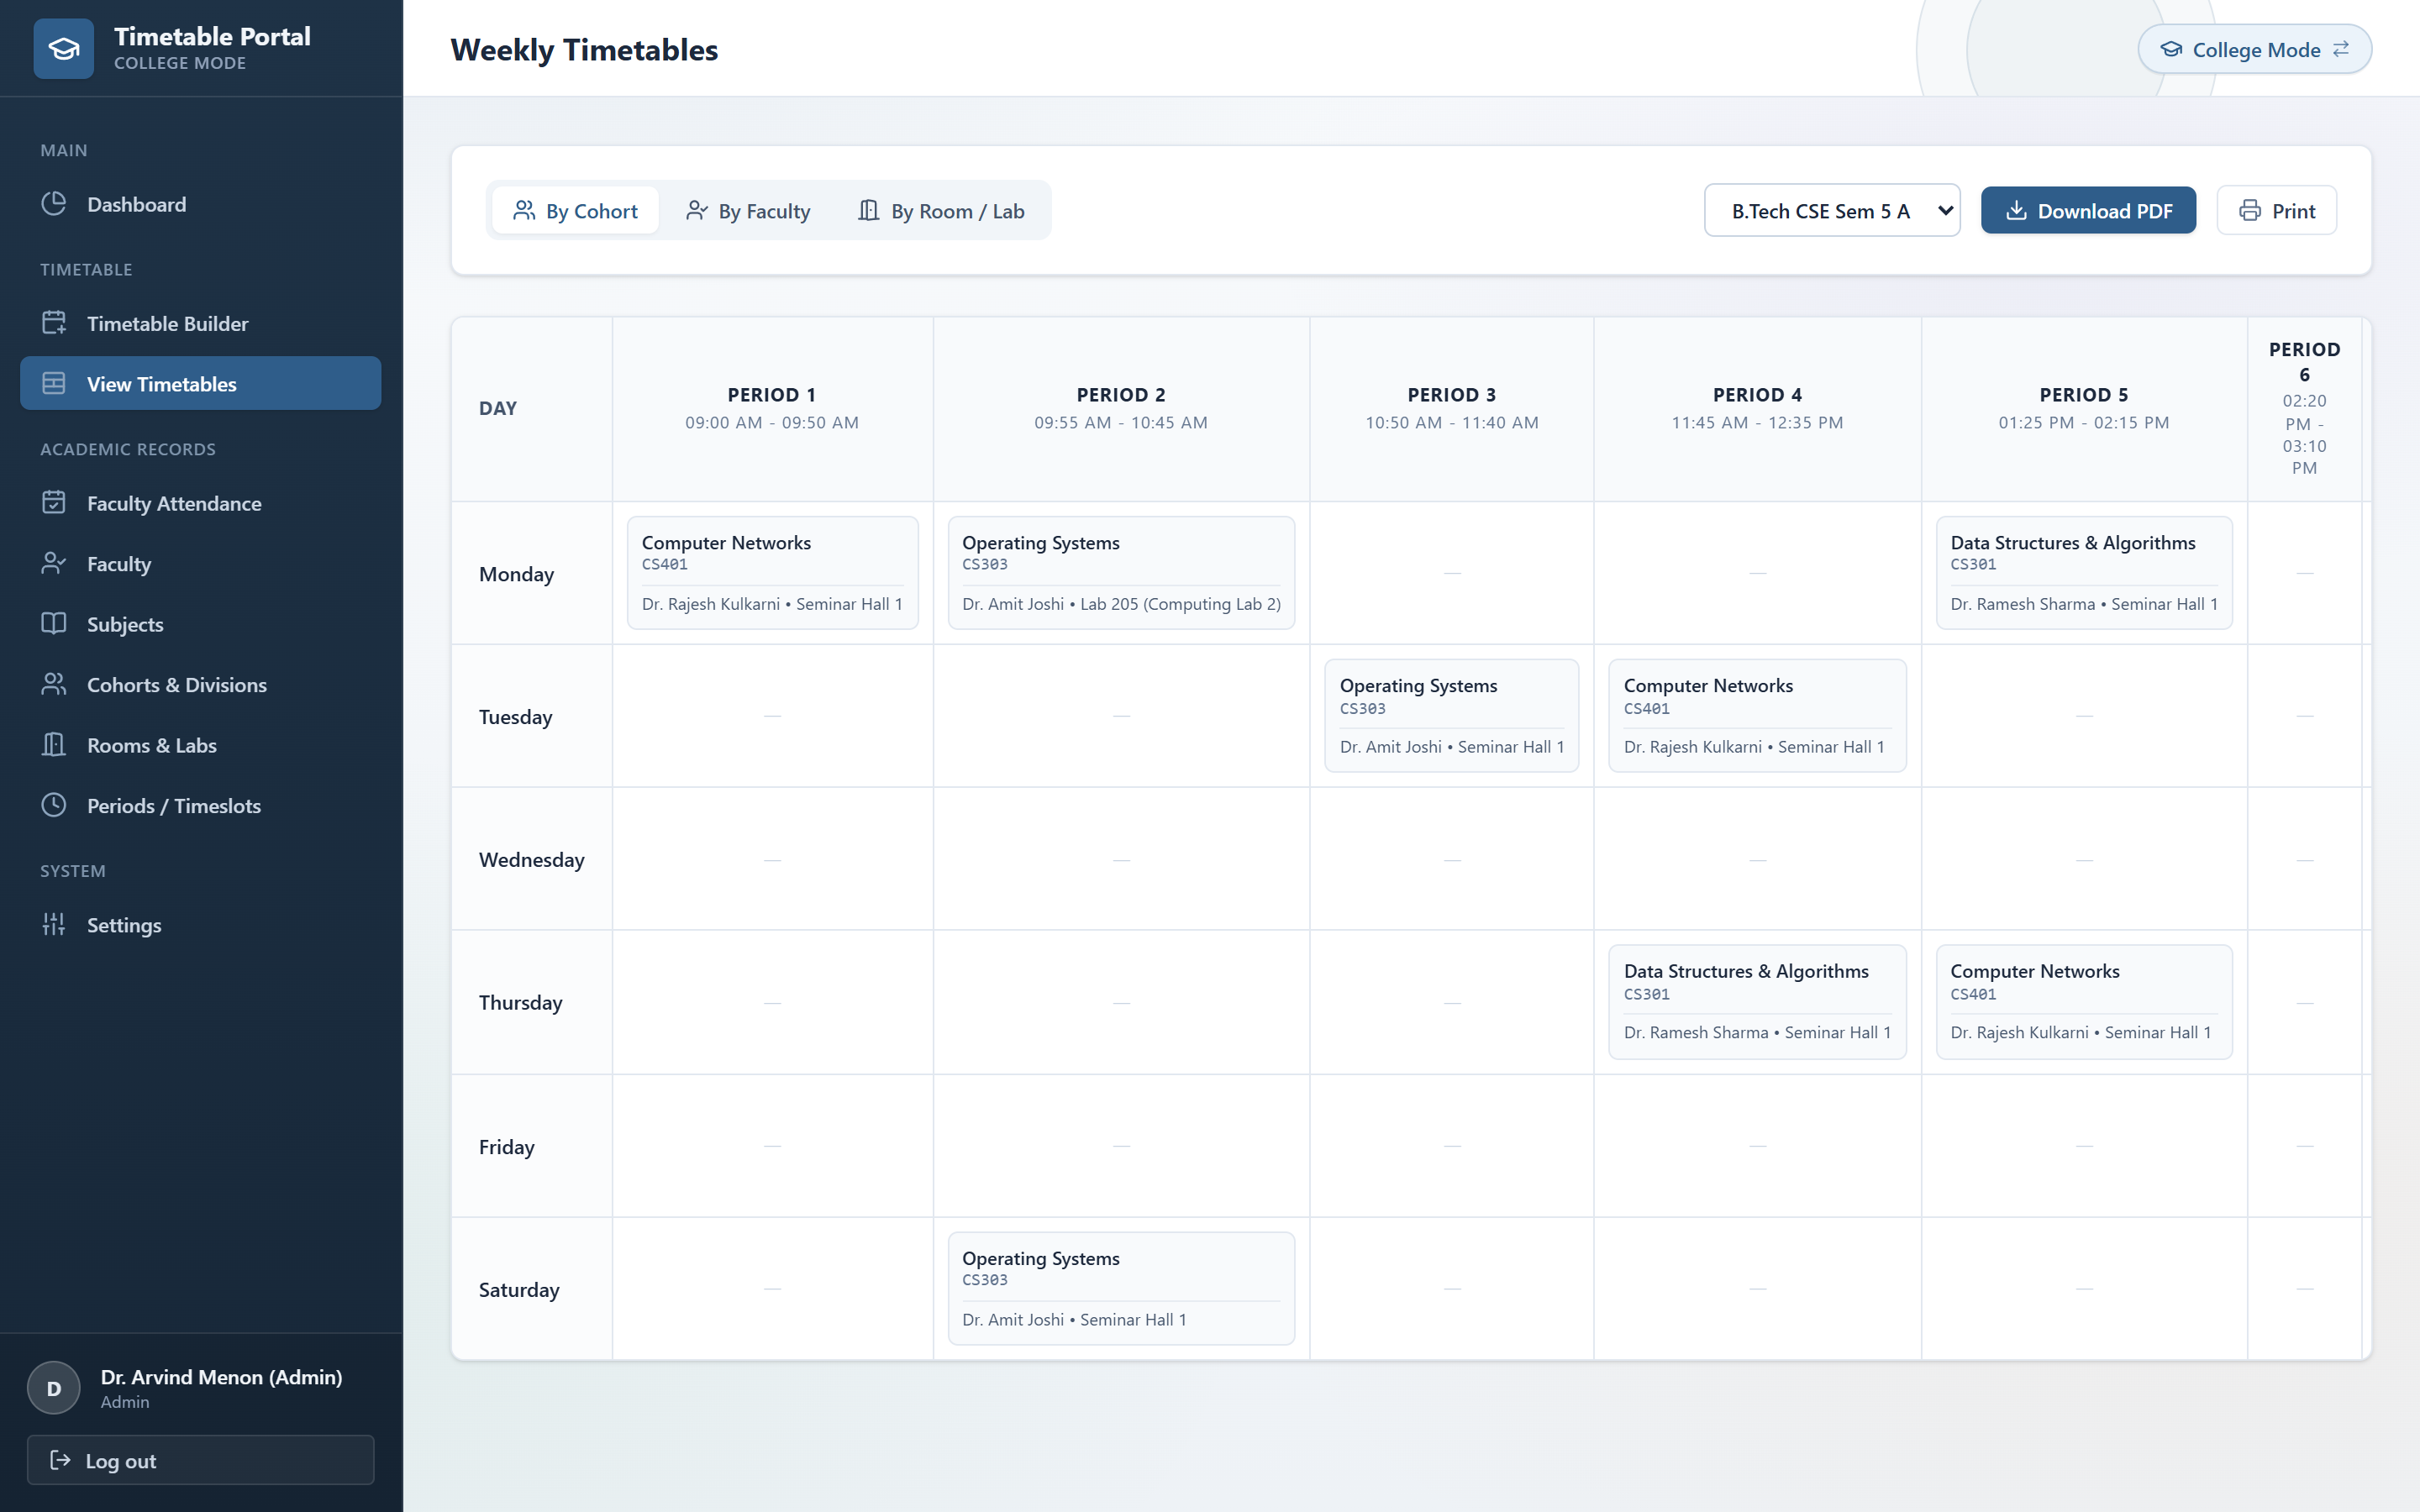 Timetable Portal
COLLEGE MODE
MAIN
Dashboard
TIMETABLE
Timetable Builder
View Timetables
ACADEMIC RECORDS
Faculty Attendance
Faculty
Subjects
Cohorts & Divisions
Rooms & Labs
Periods / Timeslots
SYSTEM
Settings
D
Dr. Arvind Menon (Admin)
Admin
Log out
Weekly Timetables
College Mode
By Cohort
By Faculty
By Room / Lab
B.Tech CSE Sem 5 A
Download PDF
Print
DAY
PERIOD 1
09:00 AM - 09:50 AM
PERIOD 2
09:55 AM - 10:45 AM
PERIOD 3
10:50 AM - 11:40 AM
PERIOD 4
11:45 AM - 12:35 PM
PERIOD 5
01:25 PM - 02:15 PM
PERIOD
6
02:20
PM -
03:10
PM
Monday
Computer Networks
CS401
Dr. Rajesh Kulkarni • Seminar Hall 1
Operating Systems
CS303
Dr. Amit Joshi • Lab 205 (Computing Lab 2)
—
—
Data Structures & Algorithms
CS301
Dr. Ramesh Sharma • Seminar Hall 1
—
Tuesday
—
—
Operating Systems
CS303
Dr. Amit Joshi • Seminar Hall 1
Computer Networks
CS401
Dr. Rajesh Kulkarni • Seminar Hall 1
—
—
Wednesday
—
—
—
—
—
—
Thursday
—
—
—
Data Structures & Algorithms
CS301
Dr. Ramesh Sharma • Seminar Hall 1
Computer Networks
CS401
Dr. Rajesh Kulkarni • Seminar Hall 1
—
Friday
—
—
—
—
—
—
Saturday
—
Operating Systems
CS303
Dr. Amit Joshi • Seminar Hall 1
—
—
—
—